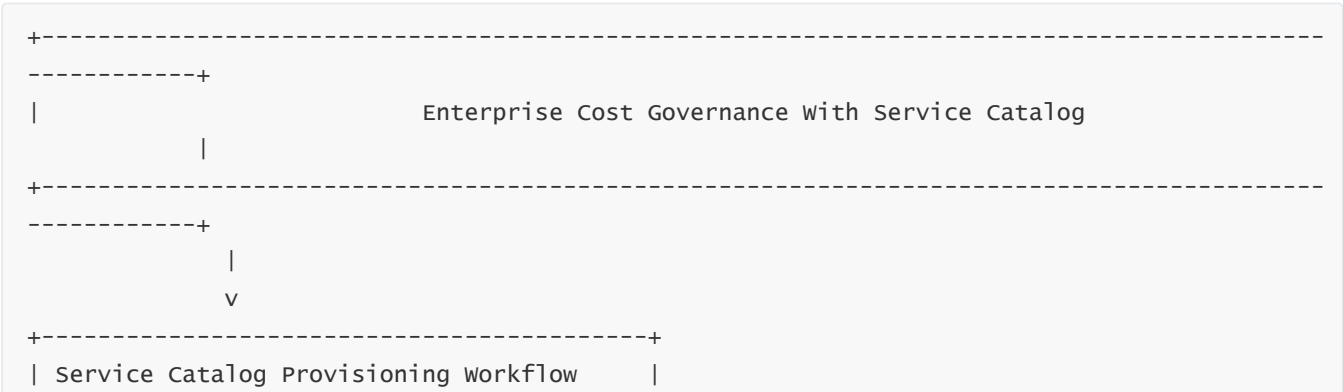 +-------------------------------------------------------------------------------------------
------------+
|                           Enterprise Cost Governance With Service Catalog
            |
+-------------------------------------------------------------------------------------------
------------+
              |
              v
+-------------------------------------------+
| Service Catalog Provisioning Workflow     |